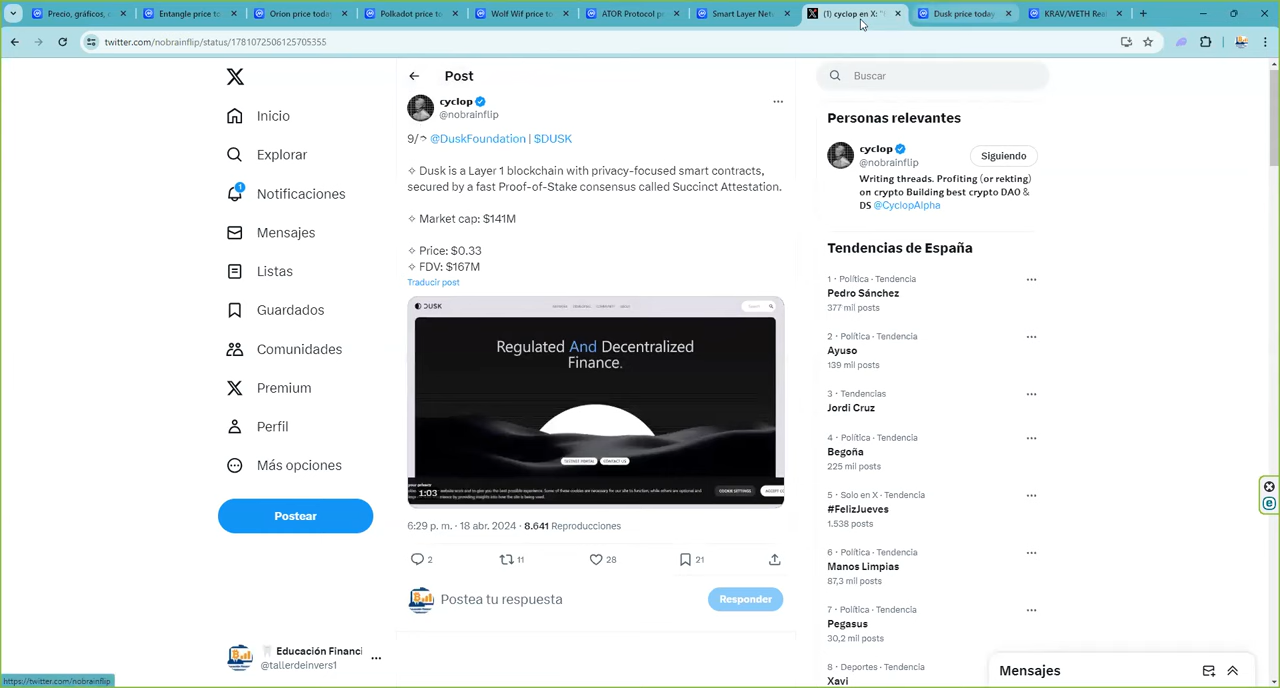 Precio, gráficos, c
Entangle price to
Orion price today
Polkadot price to
Wolf Wif price to
ATOR Protocol pr
Smart Layer Net
(1) cyclop en X: "
Dusk price today
KRAV/WETH Rea
twitter.com/nobrainflip/status/1781072506125705355
Inicio
Explorar
1
Notificaciones
Mensajes
Listas
Guardados
Comunidades
Premium
Perfil
Más opciones
Postear
Educación Financi
@tallerdeinvers1
https://twitter.com/nobrainflip
Post
cyclop
@nobrainflip
9/ @DuskFoundation | $DUSK
✧ Dusk is a Layer 1 blockchain with privacy-focused smart contracts,
secured by a fast Proof-of-Stake consensus called Succinct Attestation.
✧ Market cap: $141M
✧ Price: $0.33
✧ FDV: $167M
Traducir post
DUSK
Regulated And Decentralized
Finance.
COOKIE SETTINGS
1:03
6:29 p. m. · 18 abr. 2024 · 8.641 Reproducciones
2
11
28
21
Postea tu respuesta
Responder
Buscar
Personas relevantes
cyclop
@nobrainflip
Siguiendo
Writing threads. Profiting (or rekting)
on crypto Building best crypto DAO &
DS @CyclopAlpha
Tendencias de España
1 · Política · Tendencia
Pedro Sánchez
377 mil posts
2 · Política · Tendencia
Ayuso
139 mil posts
3 · Tendencias
Jordi Cruz
4 · Política · Tendencia
Begoña
225 mil posts
5 · Solo en X · Tendencia
#FelizJueves
1.538 posts
6 · Política · Tendencia
Manos Limpias
87,3 mil posts
7 · Política · Tendencia
Pegasus
30,2 mil posts
8 · Deportes · Tendencia
Xavi
Mensajes